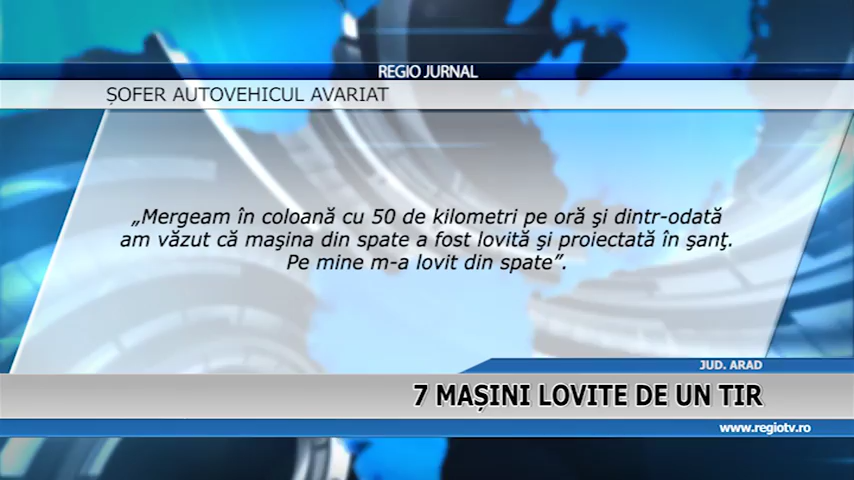 REGIO JURNAL
ȘOFER AUTOVEHICUL AVARIAT
„Mergeam în coloană cu 50 de kilometri pe oră şi dintr-odată
am văzut că maşina din spate a fost lovită şi proiectată în şanţ.
Pe mine m-a lovit din spate”.
JUD. ARAD
7 MAȘINI LOVITE DE UN TIR
www.regiotv.ro